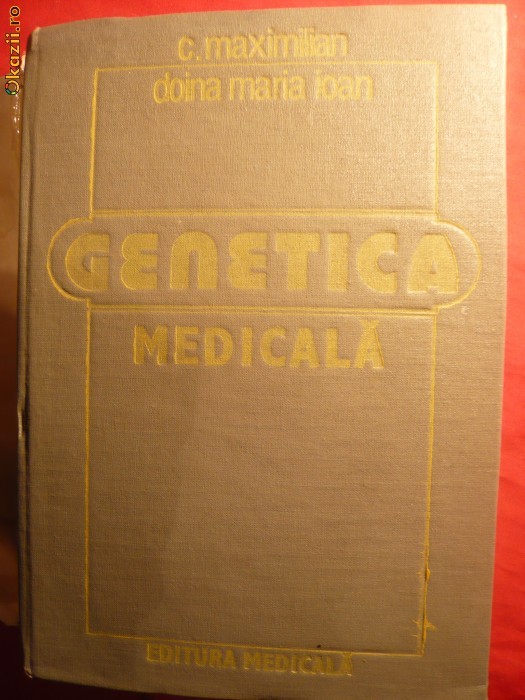 Okazii.ro
c. maximilian
doina maria ioan
GENETICA
MEDICALĂ
EDITURA MEDICALĂ